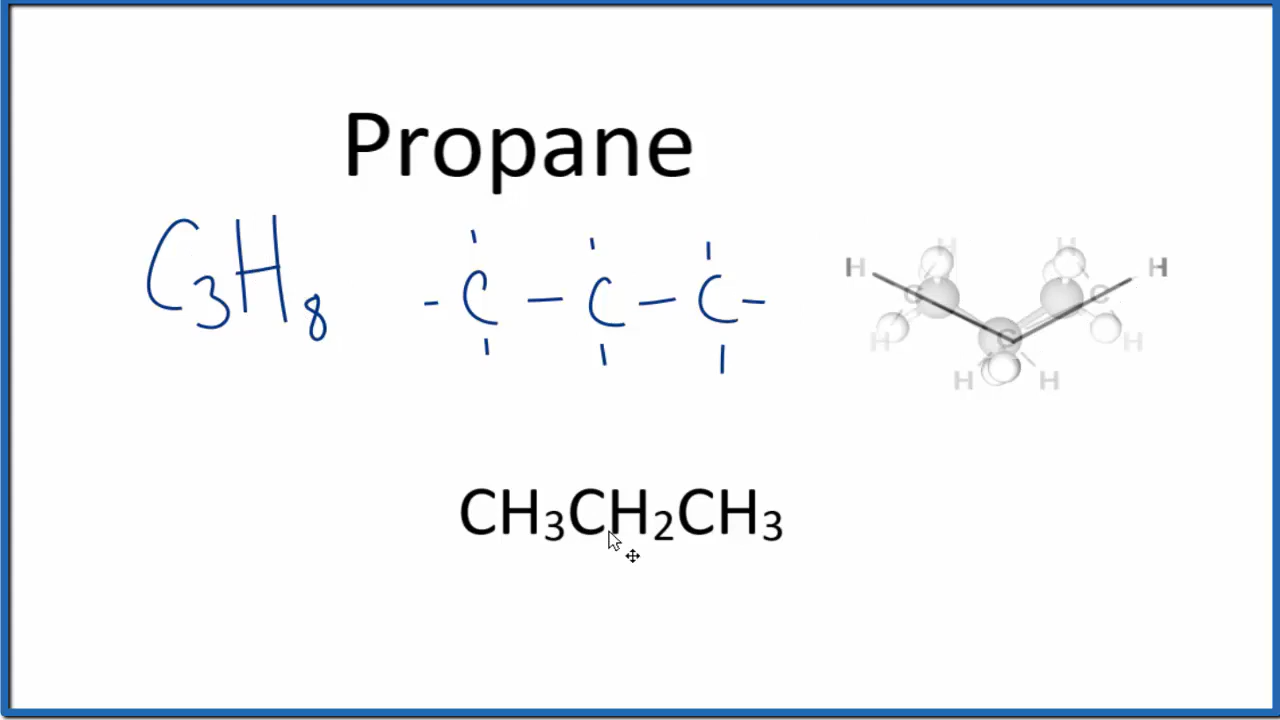 Propane
C₃H₈
C – C – C
H H
H H
C C
C
H H
H H
CH₃CH₂CH₃